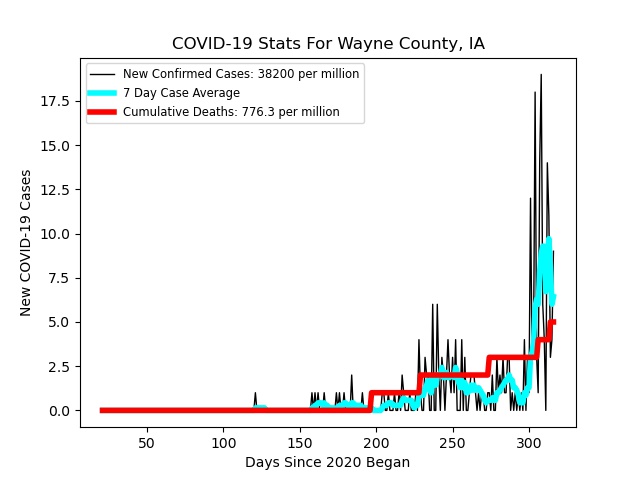 COVID-19 Stats For Wayne County, IA
New Confirmed Cases: 38200 per million
7 Day Case Average
Cumulative Deaths: 776.3 per million
17.5
15.0
12.5
10.0
7.5
5.0
2.5
0.0
New COVID-19 Cases
50 100 150 200 250 300
Days Since 2020 Began